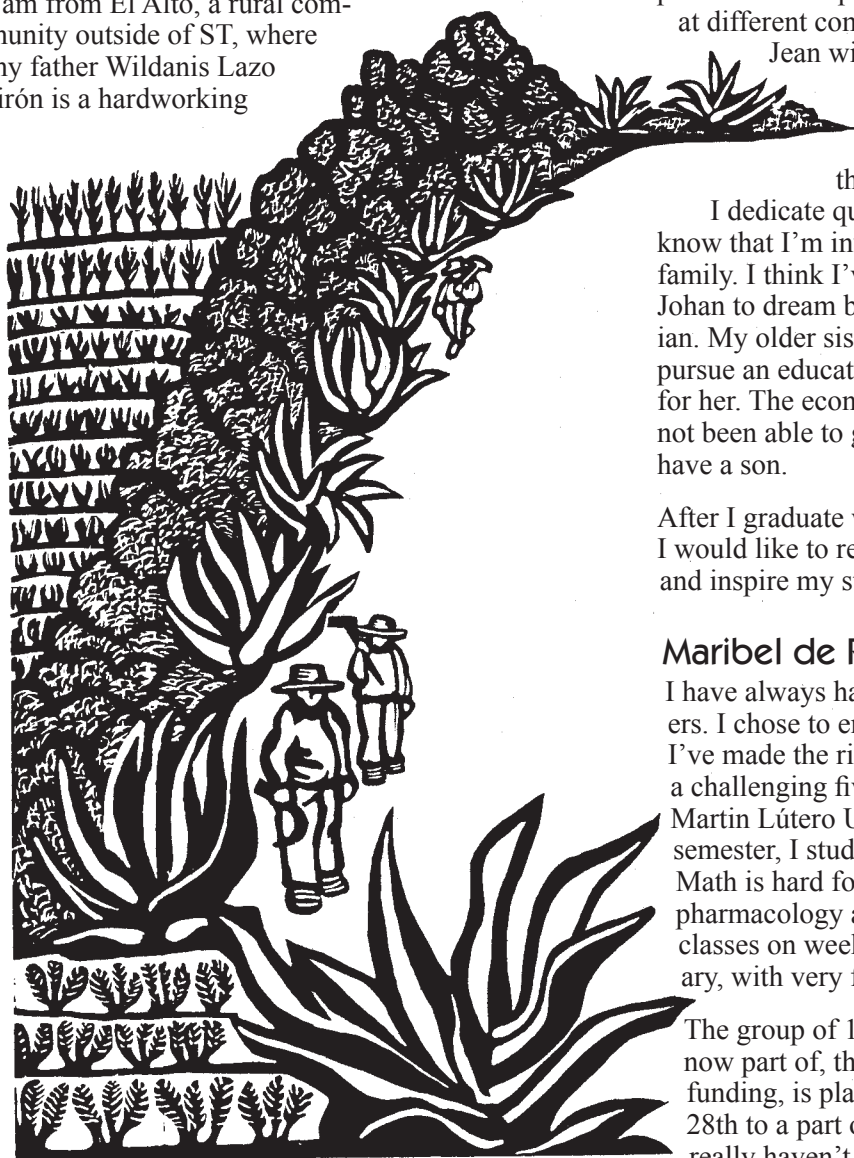 am from El Alto, a rural com-
munity outside of ST, where
my father Wildanis Lazo
irón is a hardworking
at different con
Jean wi
th
I dedicate qu
know that I'm in
family. I think I'v
Johan to dream b
ian. My older sis
pursue an educat
for her. The econ
not been able to g
have a son.
After I graduate
I would like to re
and inspire my s
Maribel de
I have always ha
ers. I chose to e
I've made the ri
a challenging fi
Martin Lútero U
semester, I stud
Math is hard fo
pharmacology a
classes on week
ary, with very f
The group of 1
now part of, th
funding, is pla
28th to a part o
really haven't